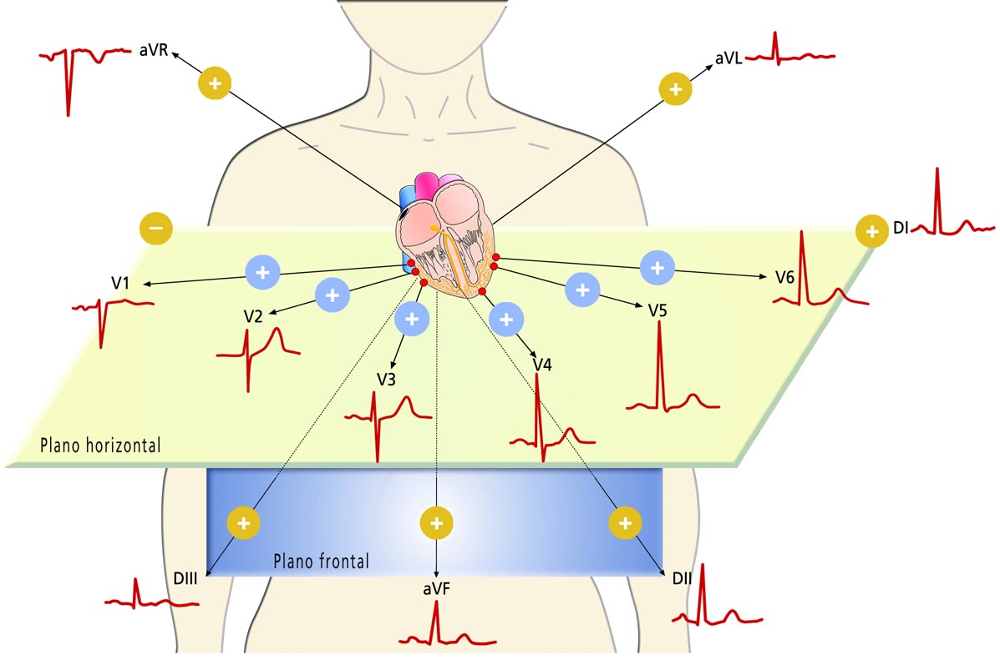 aVR
aVL
DI
V1
V6
V2
V5
V3
V4
Plano horizontal
Plano frontal
DIII
DII
aVF